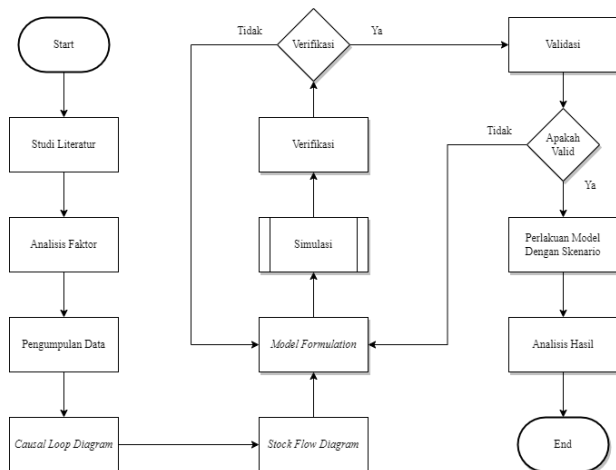 Start
Studi Literatur
Analisis Faktor
Pengumpulan Data
Causal Loop Diagram
Stock Flow Diagram
Model Formulation
Simulasi
Verifikasi
Verifikasi
Tidak
Ya
Validasi
Apakah
Valid
Tidak
Ya
Perlakuan Model
Dengan Skenario
Analisis Hasil
End